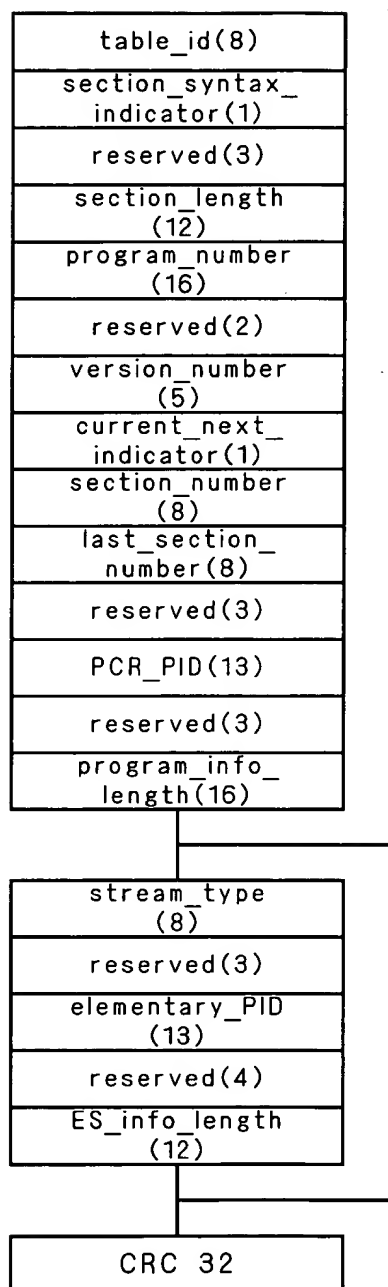 table_id(8)
section_syntax_
indicator(1)
reserved(3)
section_length
(12)
program_number
(16)
reserved(2)
version_number
(5)
current_next_
indicator(1)
section_number
(8)
last_section_
number(8)
reserved(3)
PCR_PID(13)
reserved(3)
program_info_
length(16)
stream_type
(8)
reserved(3)
elementary_PID
(13)
reserved(4)
ES_info_length
(12)
CRC 32